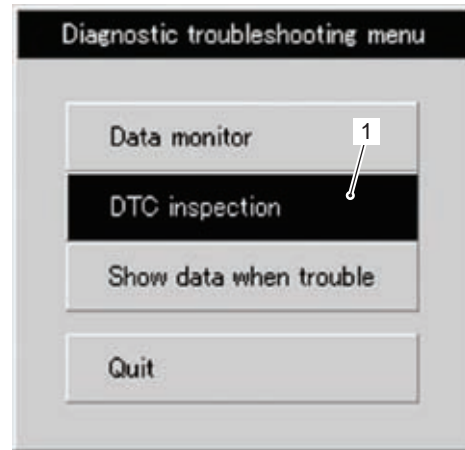 Diagnostic troubleshooting menu
Data monitor
1
DTC inspection
Show data when trouble
Quit